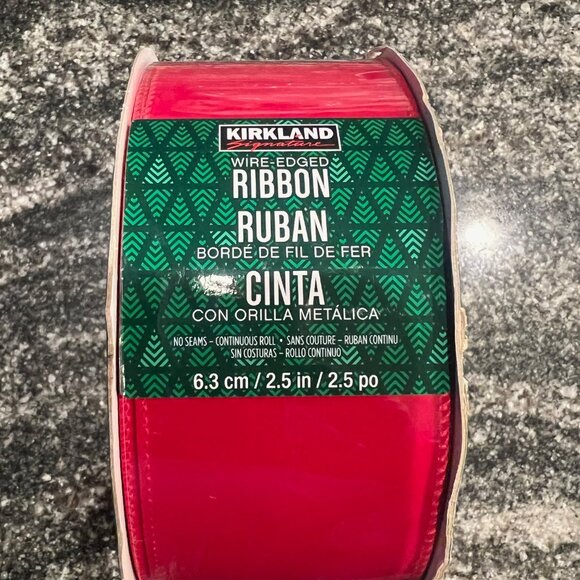 KIRKLAND
Signature
WIRE-EDGED
RIBBON
RUBAN
BORDÉ DE FIL DE FER
CINTA
CON ORILLA METÁLICA
NO SEAMS – CONTINUOUS ROLL • SANS COUTURE – RUBAN CONTINU
SIN COSTURAS – ROLLO CONTINUO
6.3 cm / 2.5 in / 2.5 po